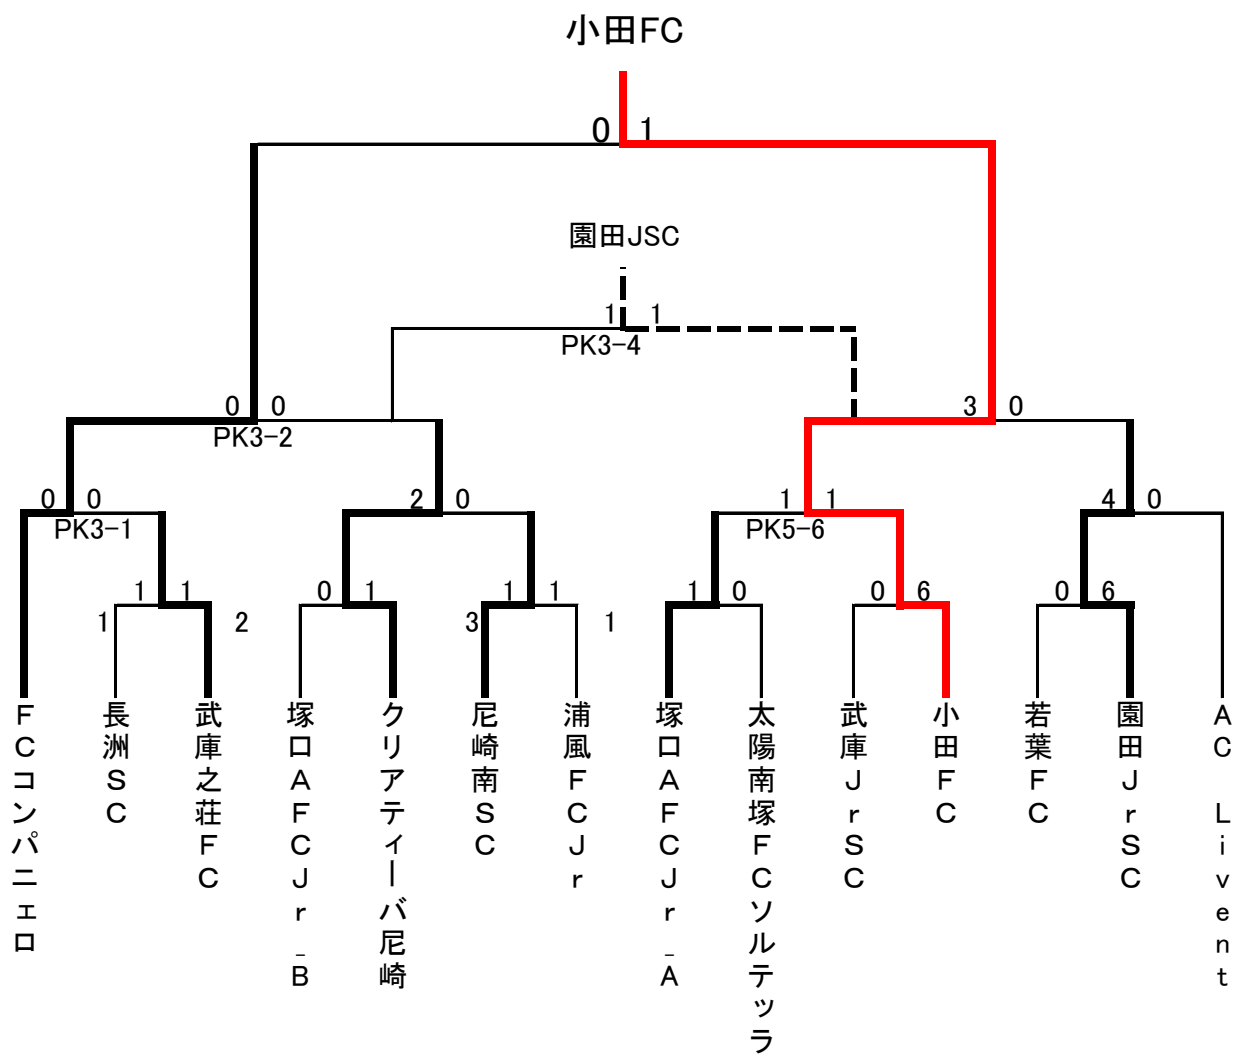 小田FC
0 1
園田JSC
1 1
PK3-4
0 0 3 0
PK3-2
0 0 2 0 1 1 4 0
PK3-1 PK5-6
1 1 0 1 1 1 1 0 0 6 0 6
1 2 3 1
FCコンパニエロ
長洲SC
武庫之荘FC
塚口AFCJr_B
クリアティーバ尼崎
尼崎南SC
浦風FCJr
塚口AFCJr_A
太陽南塚FCソルテッラ
武庫JrSC
小田FC
若葉FC
園田JrSC
AC Livent